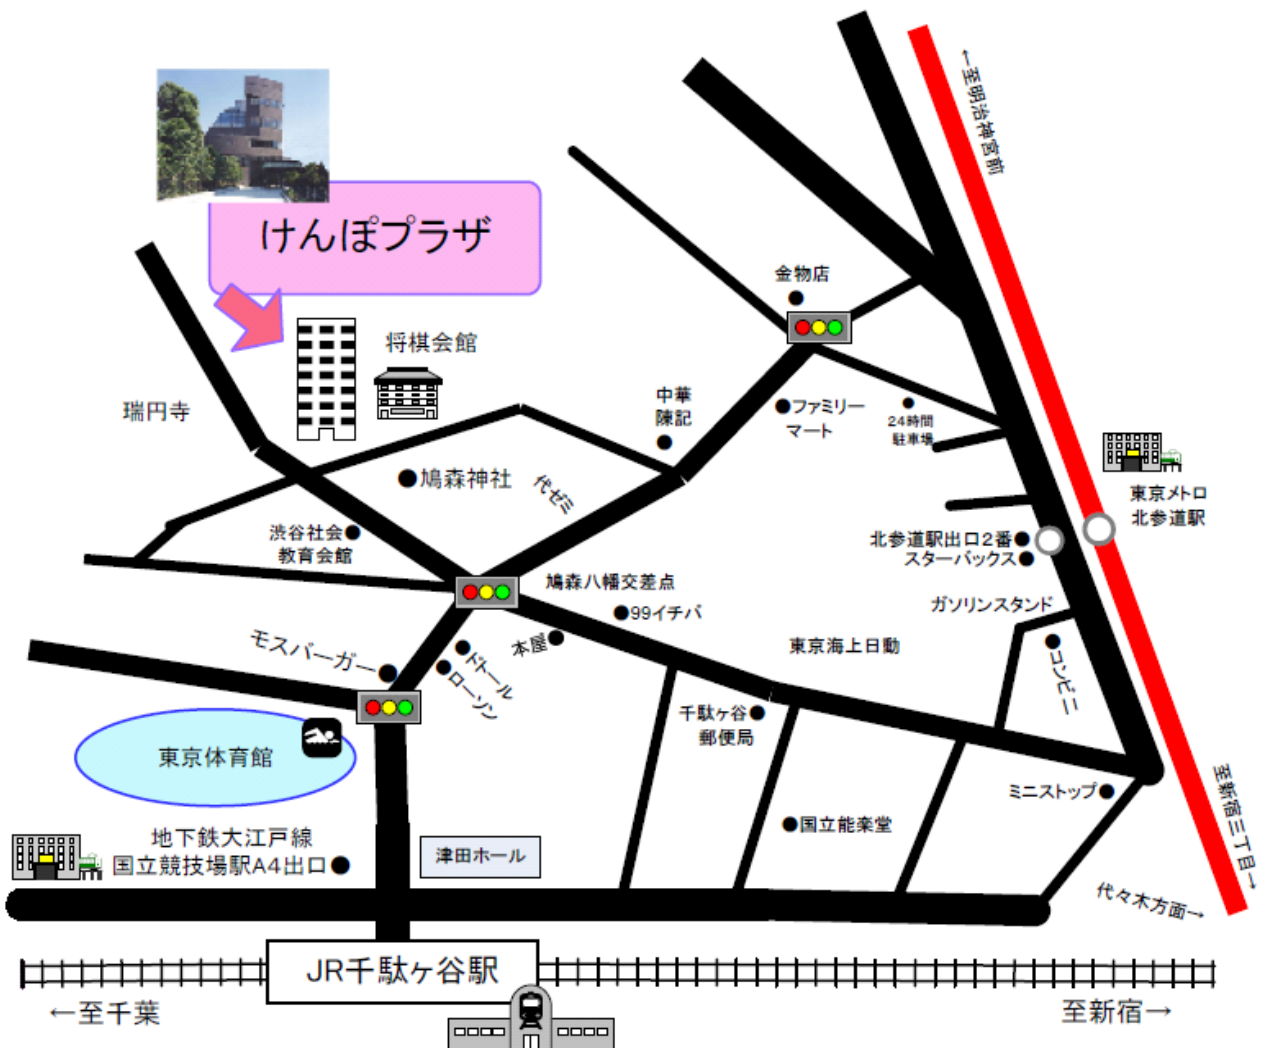 ←至明治神宮前
けんぽプラザ
金物店
将棋会館
瑞円寺
中華
陳記
●ファミリー
マート
24時間
駐車場
東京メトロ
北参道駅
●鳩森神社
代ゼミ
渋谷社会●
教育会館
北参道駅出口2番●
スターバックス●
鳩森八幡交差点
●99イチバ
ガソリンスタンド
モスバーガー●
本屋●
●ドトール
●ローソン
東京海上日動
●コンビニ
千駄ヶ谷●
郵便局
東京体育館
ミニストップ●
至新宿三丁目→
●国立能楽堂
地下鉄大江戸線
国立競技場駅A4出口●
津田ホール
代々木方面→
JR千駄ヶ谷駅
←至千葉
至新宿→